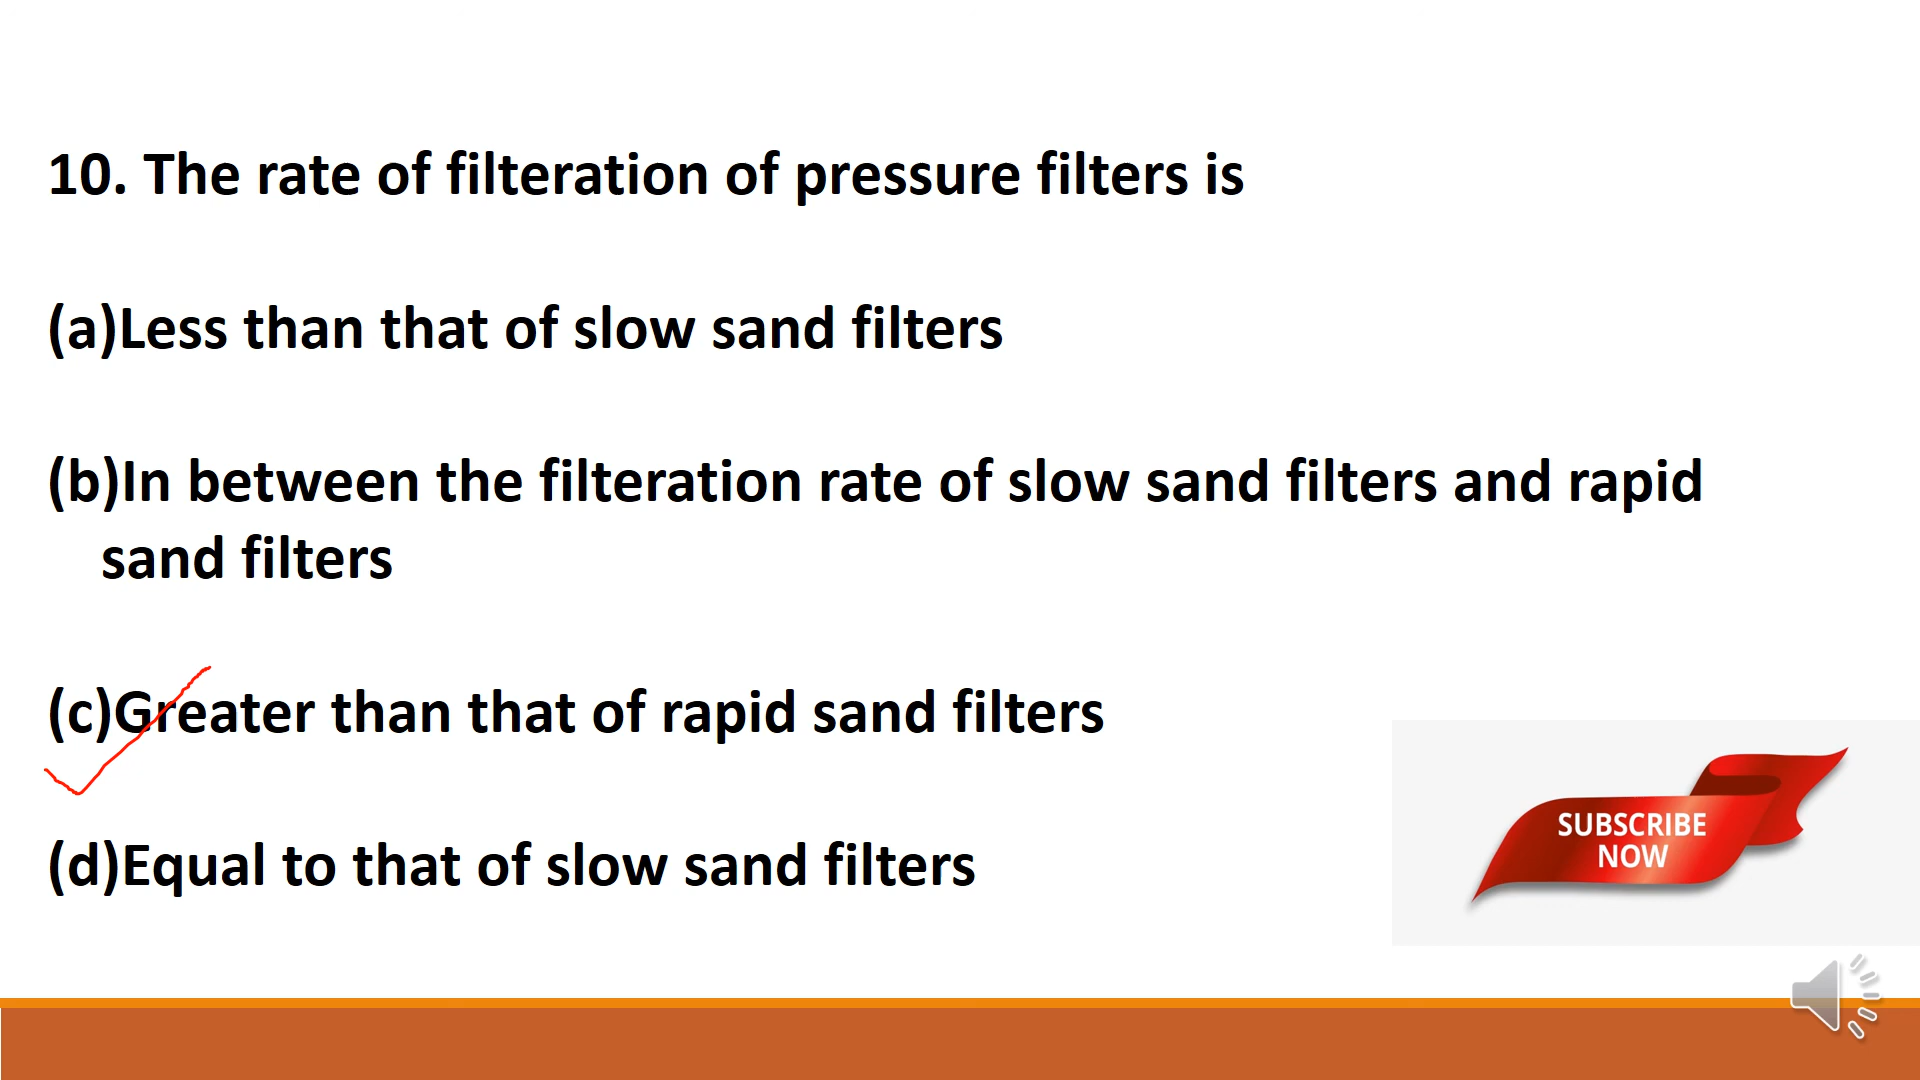 10. The rate of filteration of pressure filters is
(a)Less than that of slow sand filters
(b)In between the filteration rate of slow sand filters and rapid
sand filters
(c)Greater than that of rapid sand filters
(d)Equal to that of slow sand filters
SUBSCRIBE
NOW